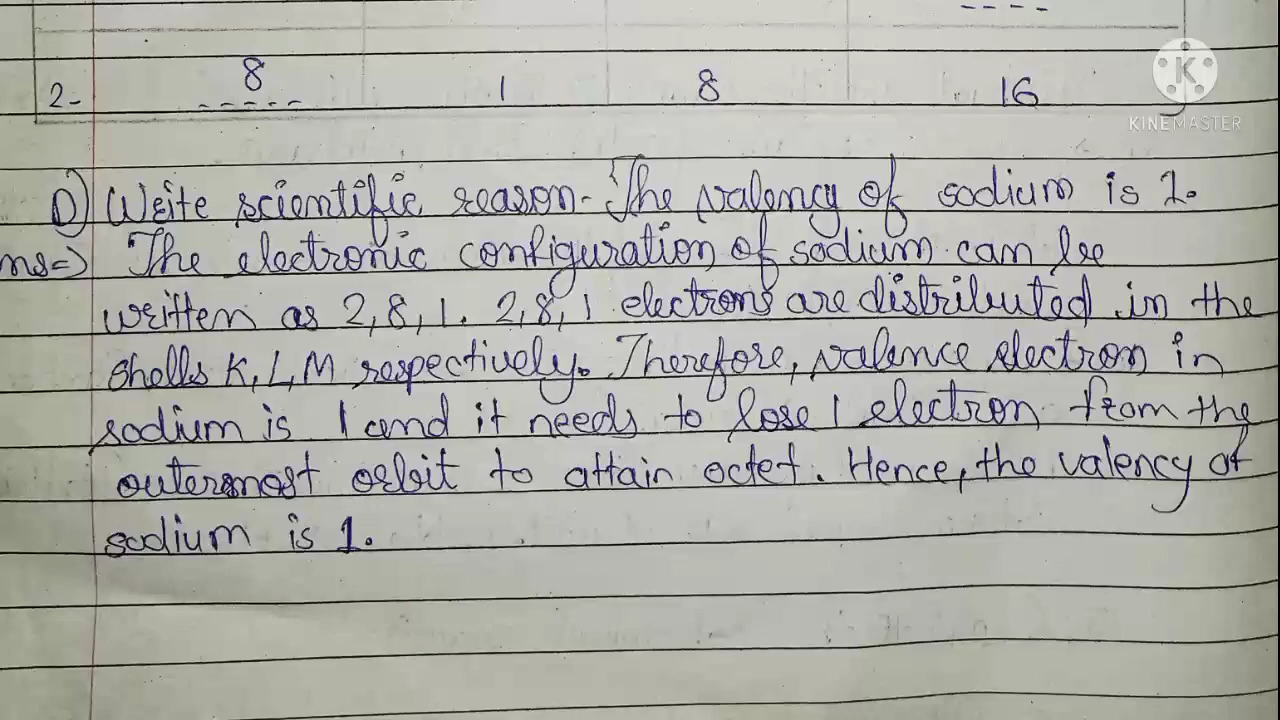 2- 8 1 8 16
K
KINEMASTER
D) Write scientific reason- The valency of sodium is 1.
ns=> The electronic configuration of sodium can be
written as 2,8,1. 2,8,1 electrons are distributed in the
shells K,L,M respectively. Therefore, valence electron in
sodium is 1 and it needs to lose 1 electron from the
outermost orbit to attain octet. Hence, the valency of
sodium is 1.